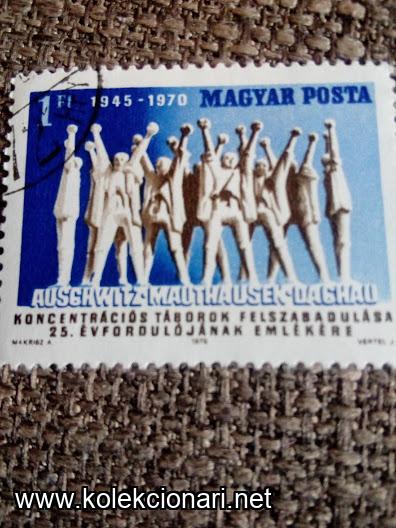 1 Ft 1945-1970 MAGYAR POSTA
AUSCHWITZ·MAUTHAUSEN·DACHAU
KONCENTRÁCIÓS TÁBOROK FELSZABADULÁSA
25. ÉVFORDULÓJÁNAK EMLÉKÉRE
MAKRISZ A. 1970 VERTEL J.
www.kolekcionari.net